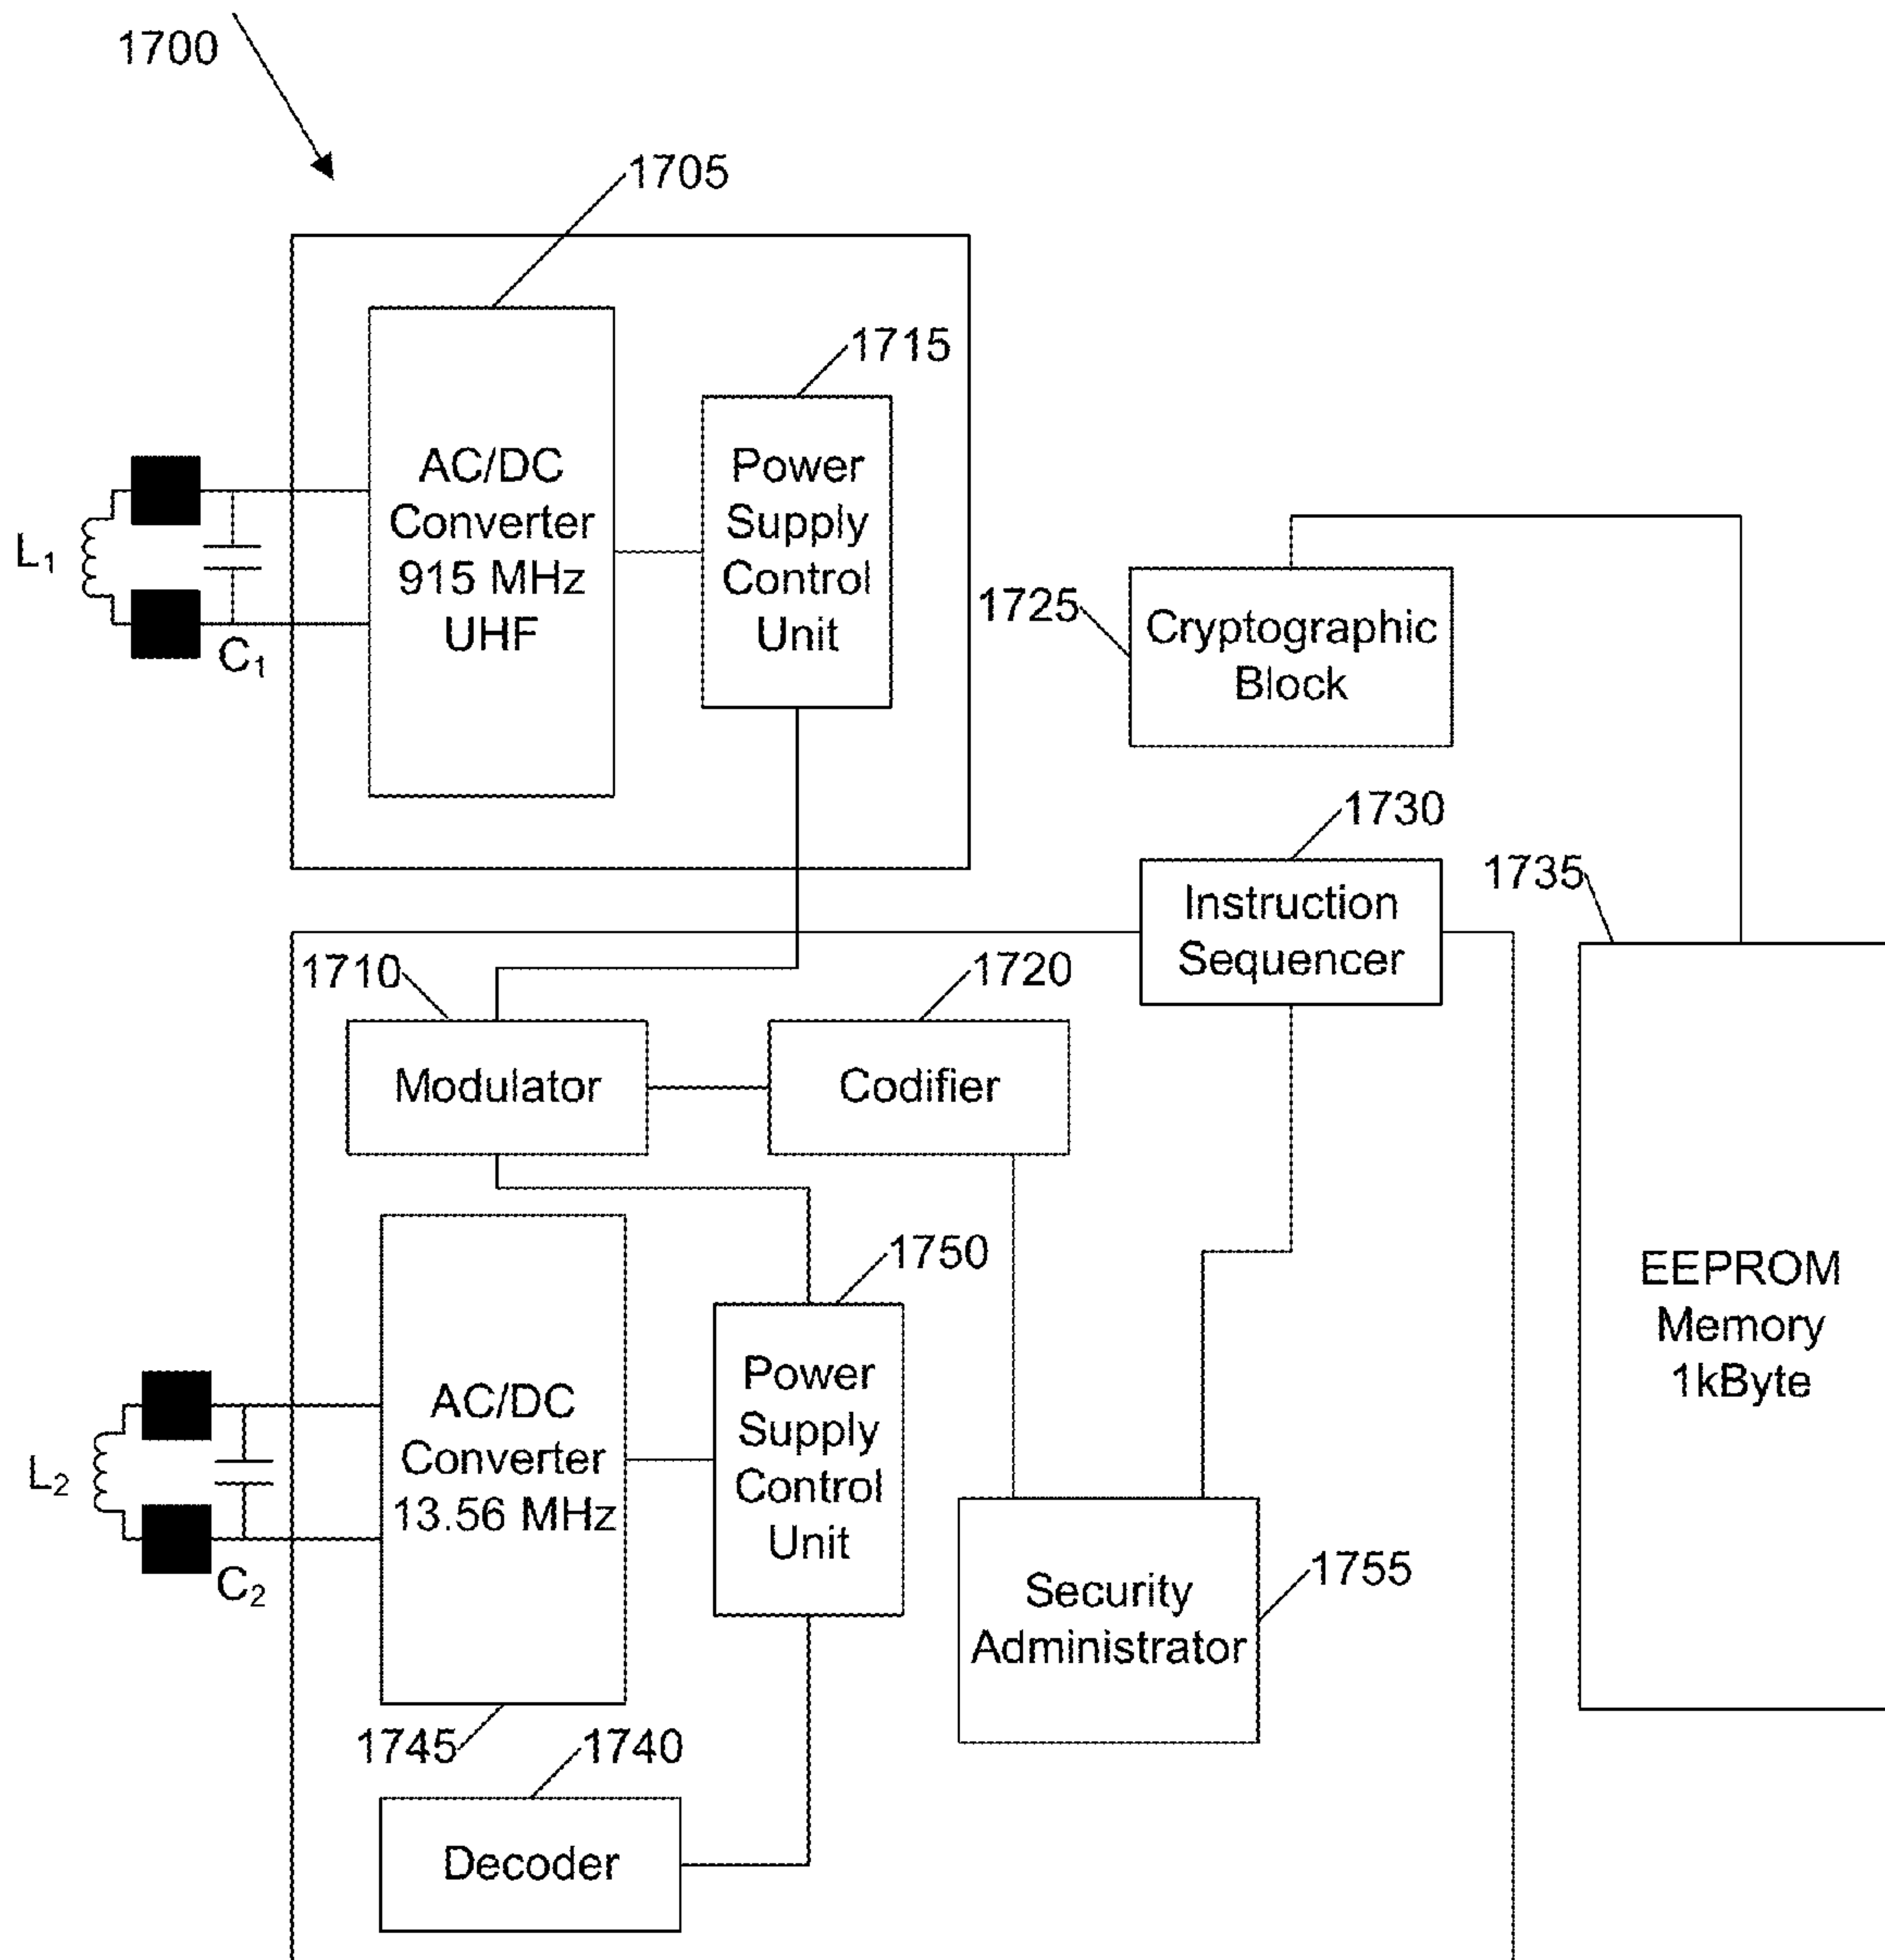 1700
1705
1715
AC/DC
Converter
915 MHz
UHF
Power
Supply
Control
Unit
L₁
C₁
1725
Cryptographic
Block
1730
Instruction
Sequencer
1735
EEPROM
Memory
1kByte
1710
Modulator
1720
Codifier
1750
AC/DC
Converter
13.56 MHz
Power
Supply
Control
Unit
L₂
C₂
Security
Administrator
1755
1745
1740
Decoder